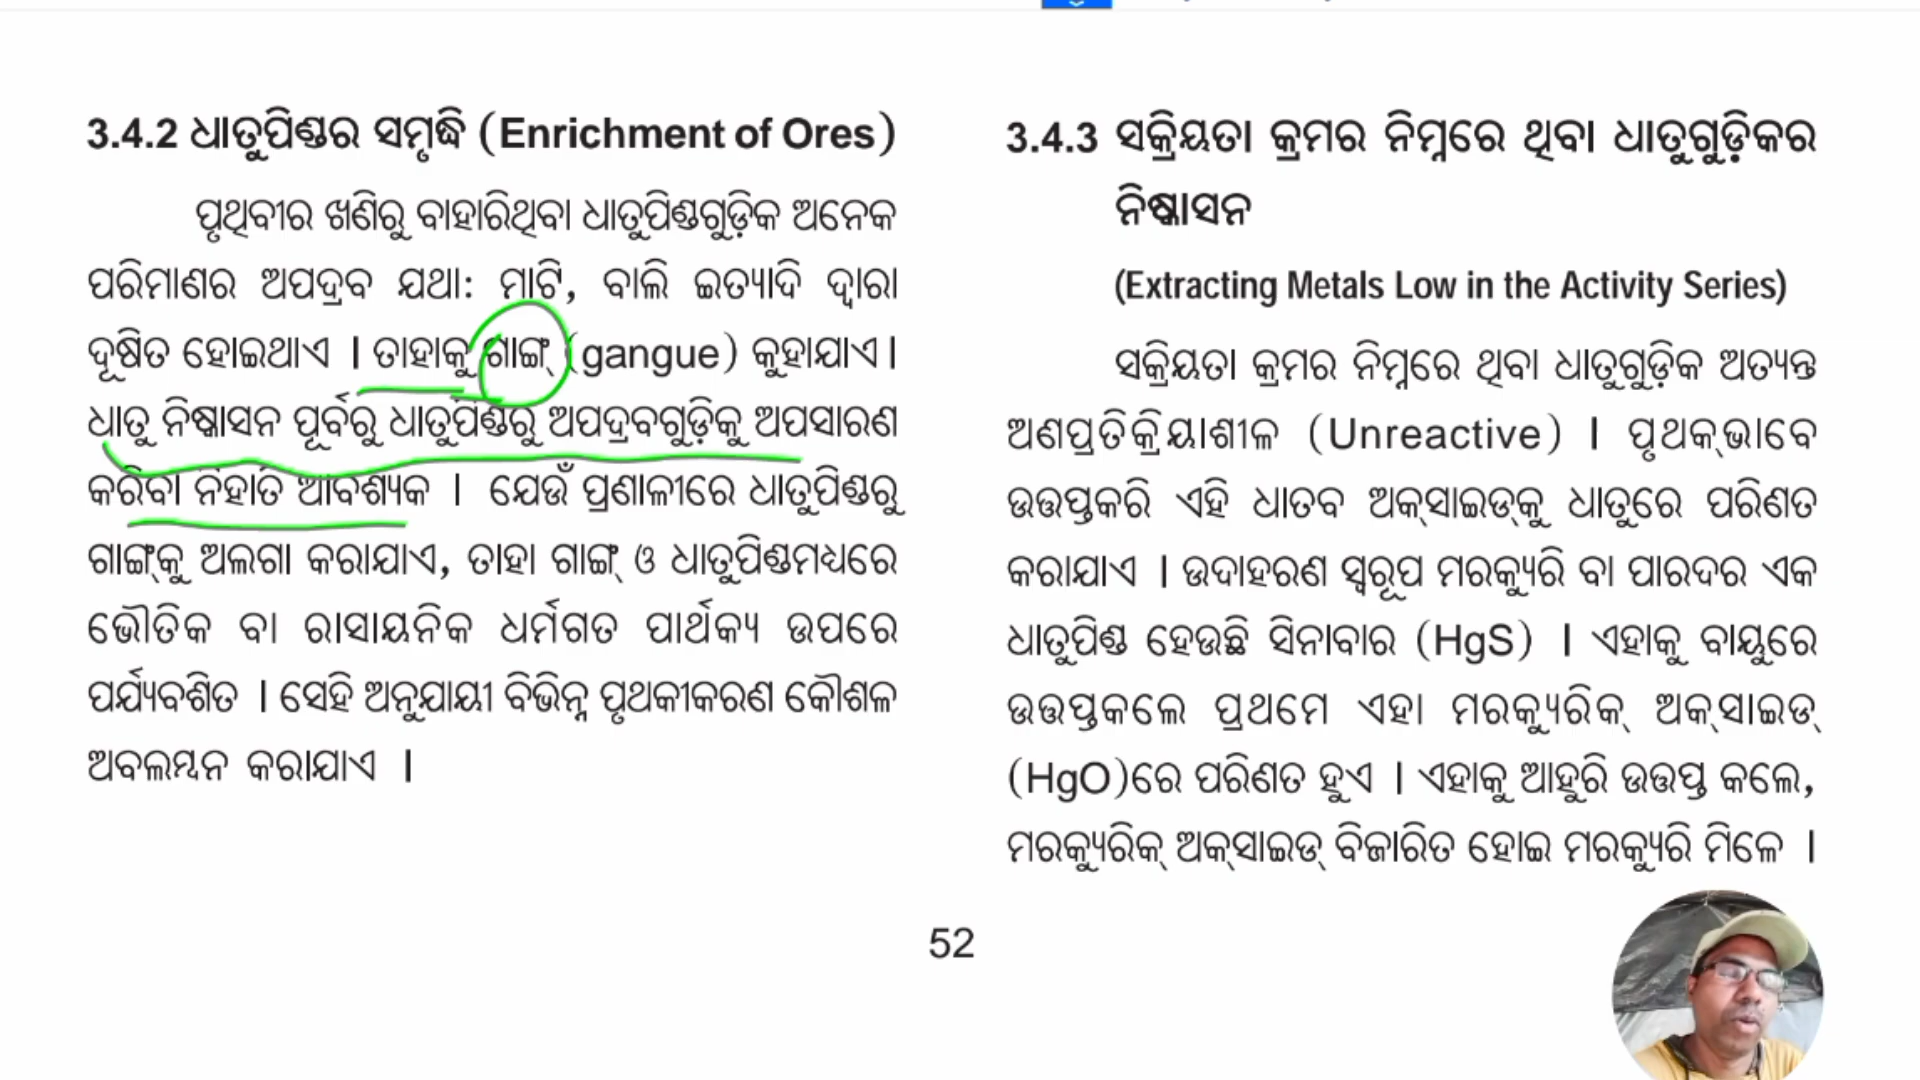 3.4.2 ଧାତୁପିଣ୍ଡର ସମୃଦ୍ଧି (Enrichment of Ores)
ପୃଥିବୀର ଖଣିରୁ ବାହାରିଥିବା ଧାତୁପିଣ୍ଡଗୁଡ଼ିକ ଅନେକ
ପରିମାଣର ଅପଦ୍ରବ ଯଥା: ମାଟି, ବାଲି ଇତ୍ୟାଦି ଦ୍ୱାରା
ଦୂଷିତ ହୋଇଥାଏ । ତାହାକୁ ଗାଙ୍ଗ୍ (gangue) କୁହାଯାଏ।
ଧାତୁ ନିଷ୍କାସନ ପୂର୍ବରୁ ଧାତୁପିଣ୍ଡରୁ ଅପଦ୍ରବଗୁଡ଼ିକୁ ଅପସାରଣ
କରିବା ନିହାତି ଆବଶ୍ୟକ । ଯେଉଁ ପ୍ରଣାଳୀରେ ଧାତୁପିଣ୍ଡରୁ
ଗାଙ୍ଗ୍‌କୁ ଅଲଗା କରାଯାଏ, ତାହା ଗାଙ୍ଗ୍ ଓ ଧାତୁପିଣ୍ଡମଧ୍ୟରେ
ଭୌତିକ ବା ରାସାୟନିକ ଧର୍ମଗତ ପାର୍ଥକ୍ୟ ଉପରେ
ପର୍ଯ୍ୟବଶିତ । ସେହି ଅନୁଯାୟୀ ବିଭିନ୍ନ ପୃଥକୀକରଣ କୌଶଳ
ଅବଲମ୍ବନ କରାଯାଏ ।
3.4.3 ସକ୍ରିୟତା କ୍ରମର ନିମ୍ନରେ ଥିବା ଧାତୁଗୁଡ଼ିକର
ନିଷ୍କାସନ
(Extracting Metals Low in the Activity Series)
ସକ୍ରିୟତା କ୍ରମର ନିମ୍ନରେ ଥିବା ଧାତୁଗୁଡ଼ିକ ଅତ୍ୟନ୍ତ
ଅଣପ୍ରତିକ୍ରିୟାଶୀଳ (Unreactive) । ପୃଥକ୍‌ଭାବେ
ଉତ୍ତପ୍ତକରି ଏହି ଧାତବ ଅକ୍‌ସାଇଡ୍‌କୁ ଧାତୁରେ ପରିଣତ
କରାଯାଏ । ଉଦାହରଣ ସ୍ୱରୂପ ମରକ୍ୟୁରି ବା ପାରଦର ଏକ
ଧାତୁପିଣ୍ଡ ହେଉଛି ସିନାବାର (HgS) । ଏହାକୁ ବାୟୁରେ
ଉତ୍ତପ୍ତକଲେ ପ୍ରଥମେ ଏହା ମରକ୍ୟୁରିକ୍ ଅକ୍‌ସାଇଡ୍
(HgO)ରେ ପରିଣତ ହୁଏ । ଏହାକୁ ଆହୁରି ଉତ୍ତପ୍ତ କଲେ,
ମରକ୍ୟୁରିକ୍ ଅକ୍‌ସାଇଡ୍ ବିଜାରିତ ହୋଇ ମରକ୍ୟୁରି ମିଳେ ।
52